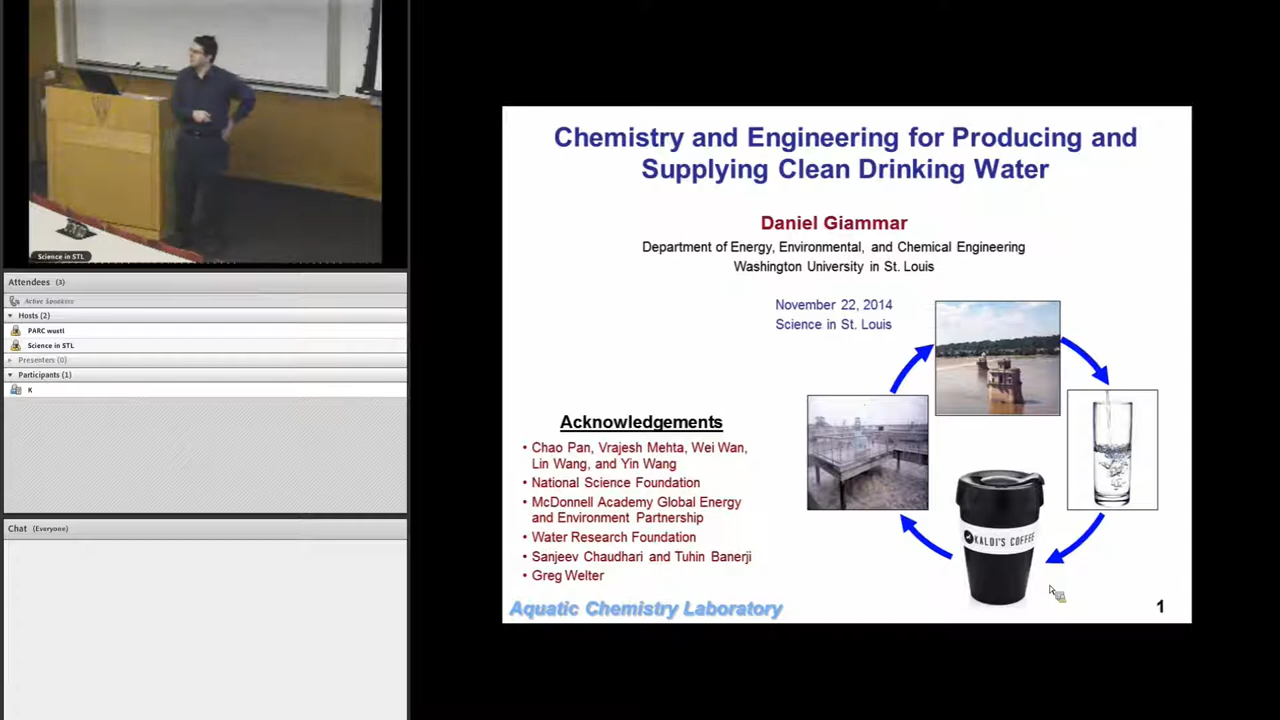 Science in STL
Attendees (3)
Active Speakers
Hosts (2)
PARC wustl
Science in STL
Presenters (0)
Participants (1)
K
Chat (Everyone)
Chemistry and Engineering for Producing and
Supplying Clean Drinking Water
Daniel Giammar
Department of Energy, Environmental, and Chemical Engineering
Washington University in St. Louis
November 22, 2014
Science in St. Louis
Acknowledgements
• Chao Pan, Vrajesh Mehta, Wei Wan,
Lin Wang, and Yin Wang
• National Science Foundation
• McDonnell Academy Global Energy
and Environment Partnership
• Water Research Foundation
• Sanjeev Chaudhari and Tuhin Banerji
• Greg Welter
KALDI'S COFFEE
Aquatic Chemistry Laboratory
1